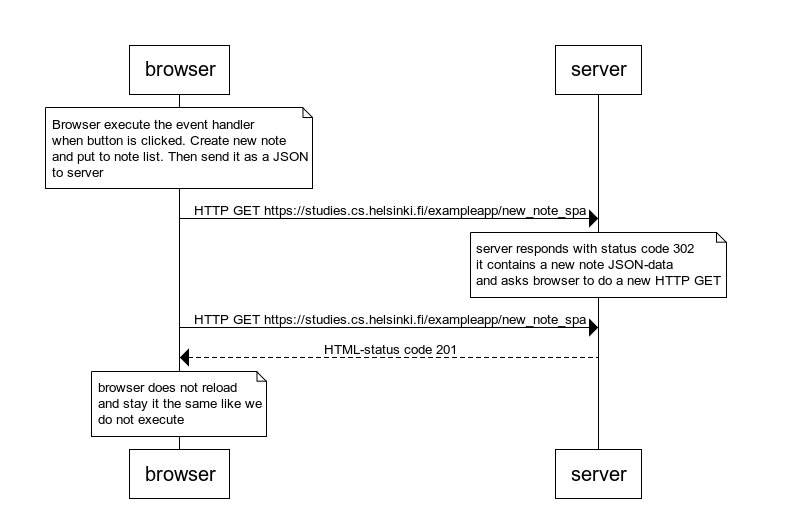 browser
server
Browser execute the event handler
when button is clicked. Create new note
and put to note list. Then send it as a JSON
to server
HTTP GET https://studies.cs.helsinki.fi/exampleapp/new_note_spa
server responds with status code 302
it contains a new note JSON-data
and asks browser to do a new HTTP GET
HTTP GET https://studies.cs.helsinki.fi/exampleapp/new_note_spa
HTML-status code 201
browser does not reload
and stay it the same like we
do not execute
browser
server